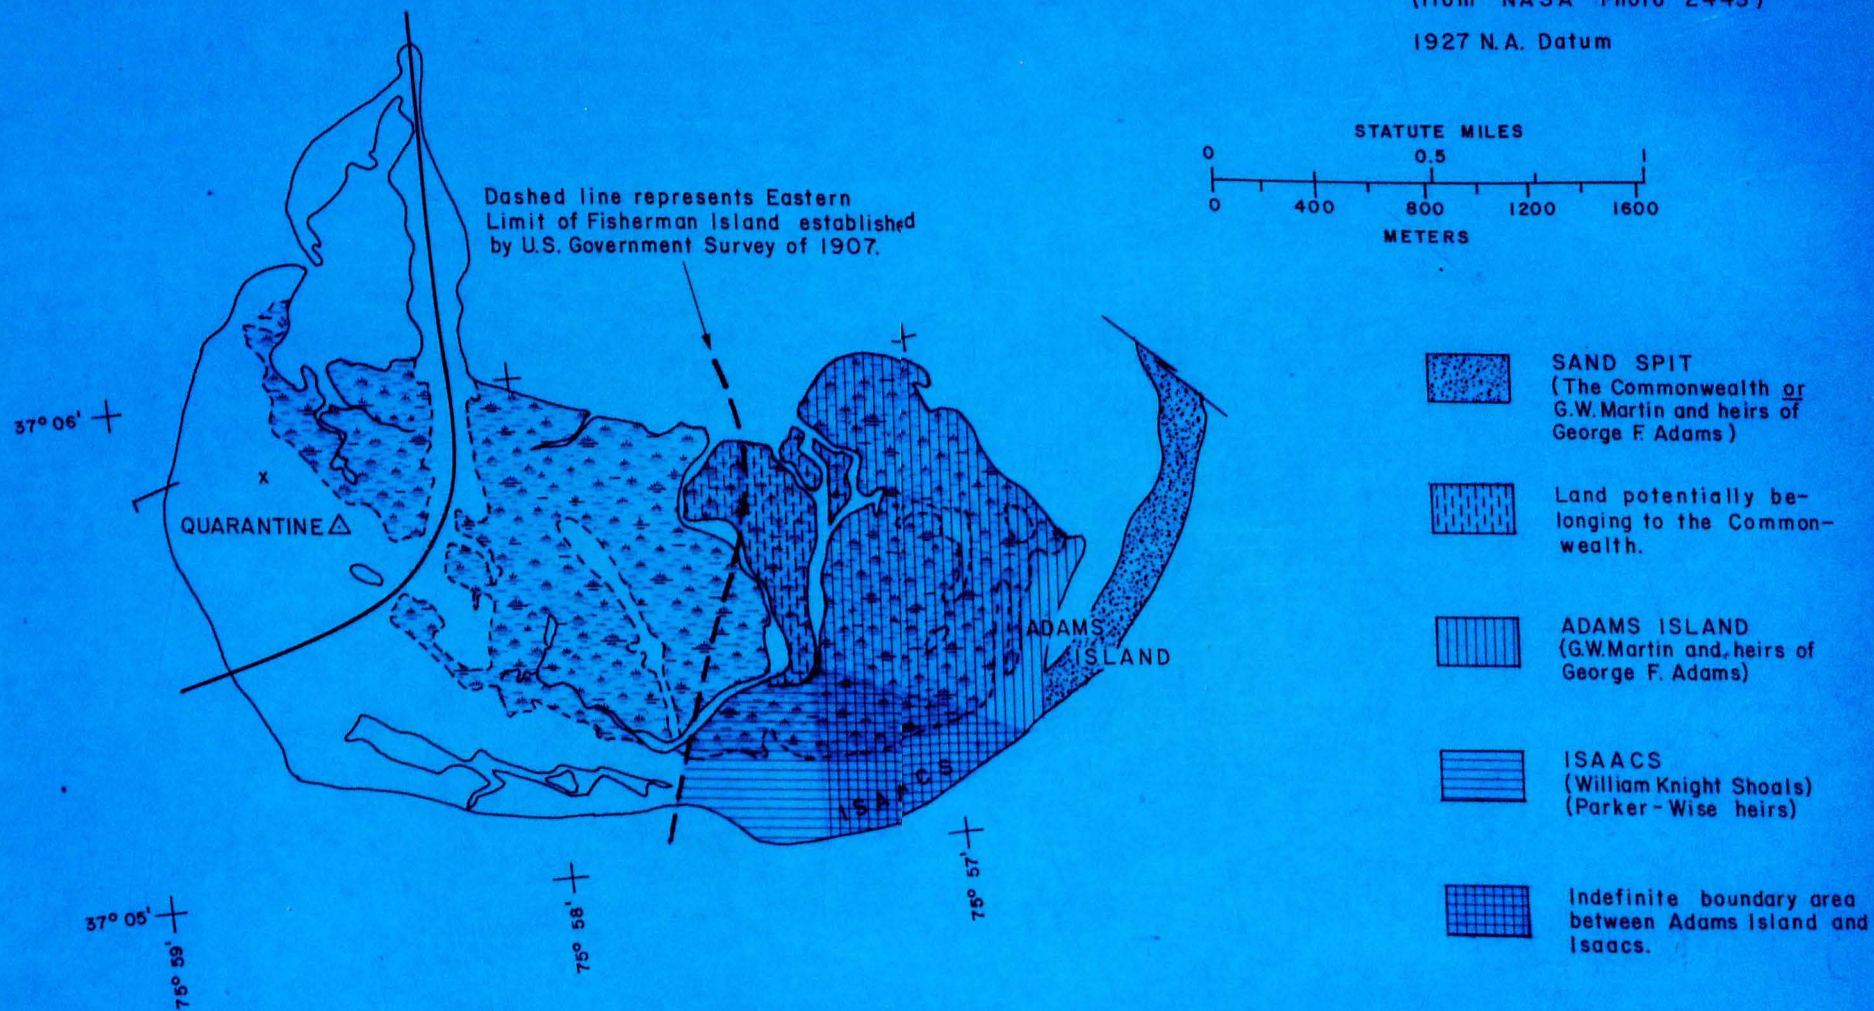 (from NASA Photo 2443)
1927 N.A. Datum
STATUTE MILES
0 0.5 1
0 400 800 1200 1600
METERS
Dashed line represents Eastern
Limit of Fisherman Island established
by U.S. Government Survey of 1907.
37° 06'
x
QUARANTINE
ADAMS
ISLAND
ISAACS
37° 05'
75° 59'
75° 58'
75° 57'
SAND SPIT
(The Commonwealth or
G.W. Martin and heirs of
George F. Adams)
Land potentially be-
longing to the Common-
wealth.
ADAMS ISLAND
(G.W. Martin and heirs of
George F. Adams)
ISAACS
(William Knight Shoals)
(Parker-Wise heirs)
Indefinite boundary area
between Adams Island and
Isaacs.